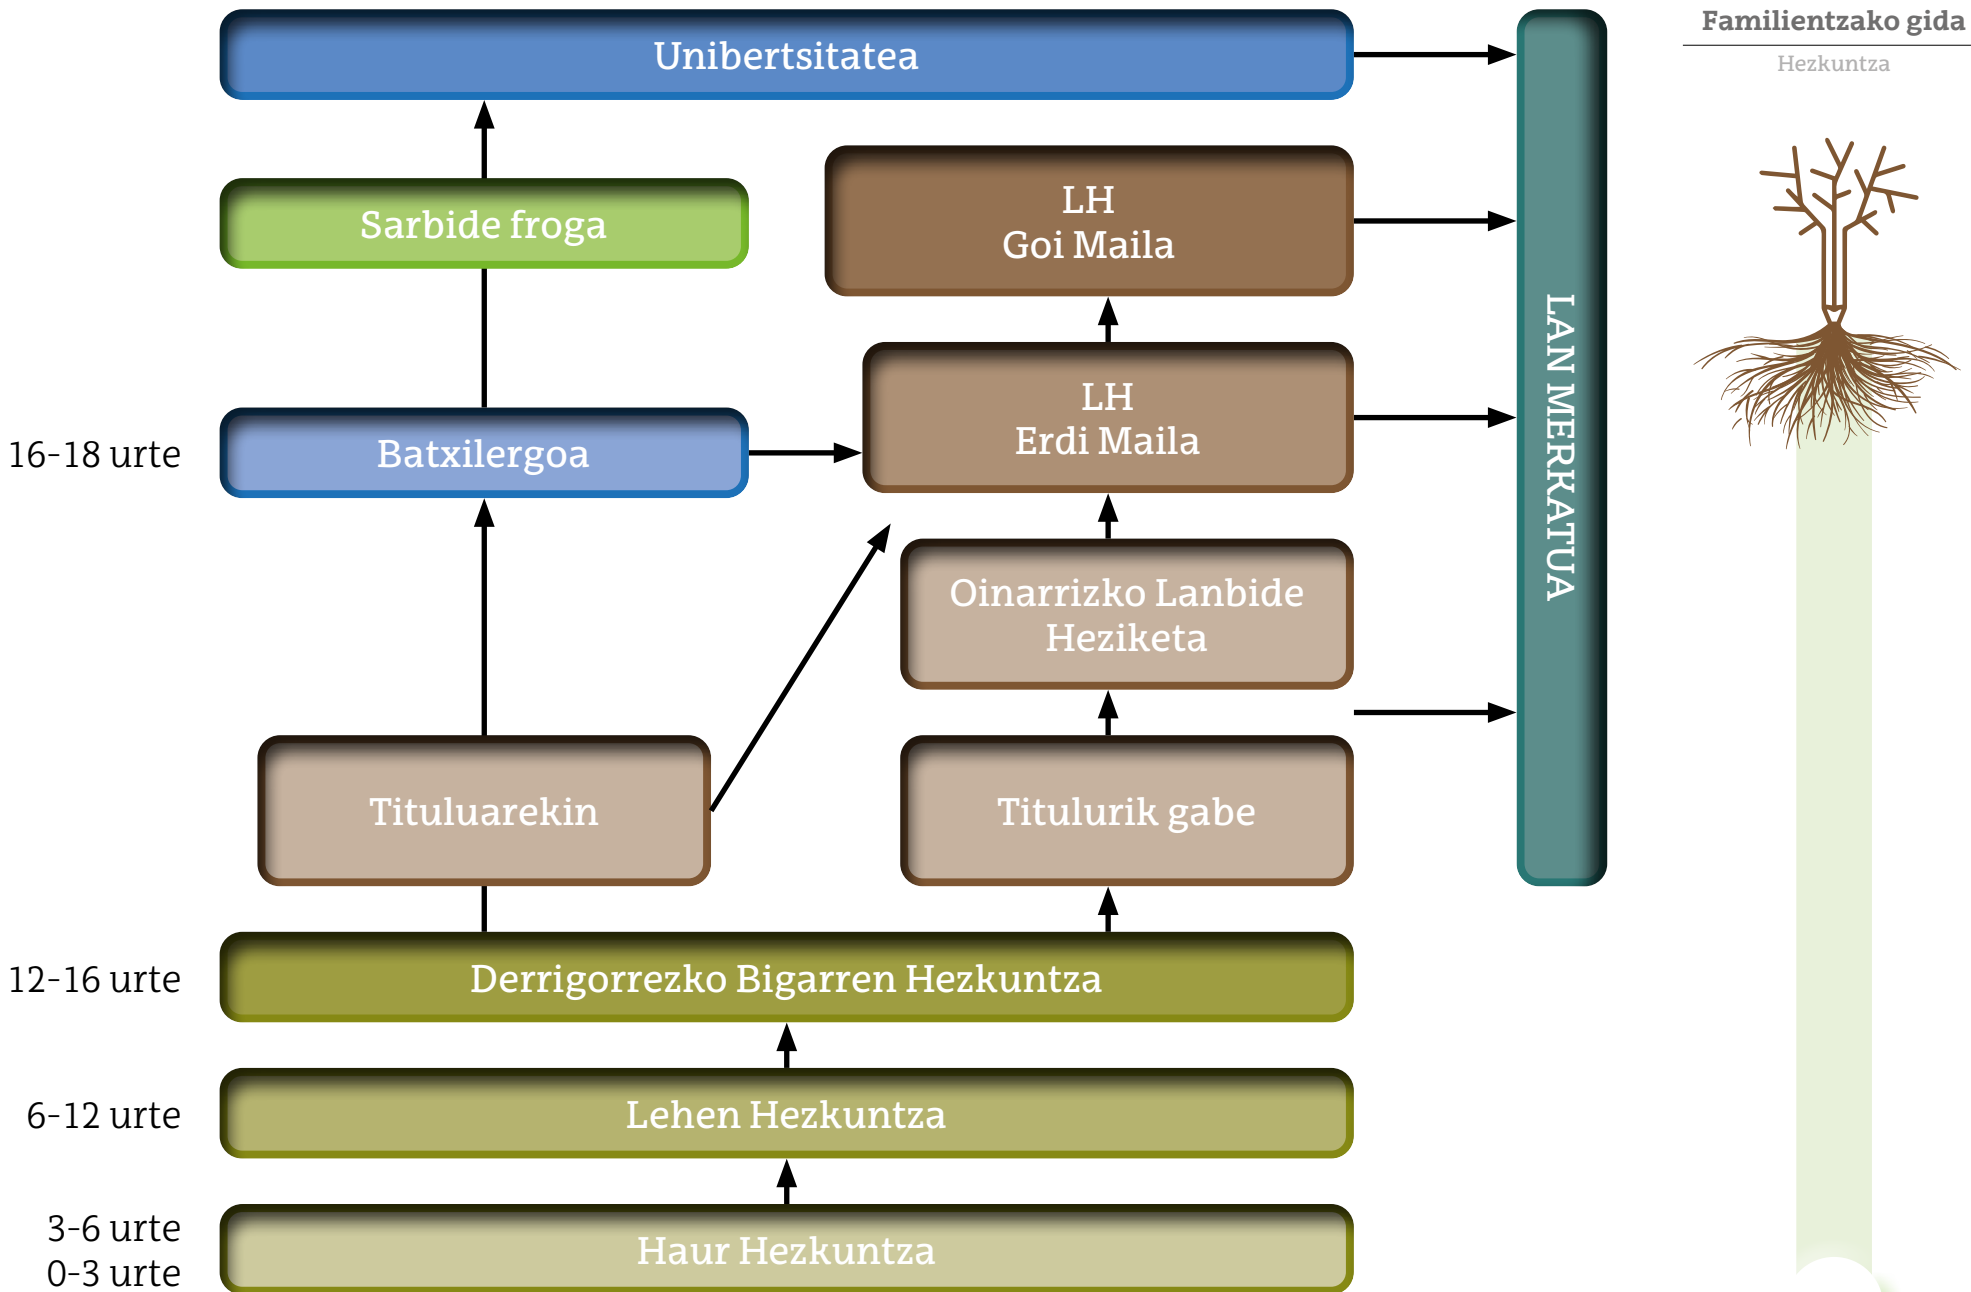 Familientzako gida
Hezkuntza
Unibertsitatea
Sarbide froga
LH
Goi Maila
LH
Erdi Maila
16-18 urte
Batxilergoa
LAN MERKATUA
Oinarrizko Lanbide
Heziketa
Tituluarekin
Titulurik gabe
12-16 urte
Derrigorrezko Bigarren Hezkuntza
6-12 urte
Lehen Hezkuntza
3-6 urte
0-3 urte
Haur Hezkuntza